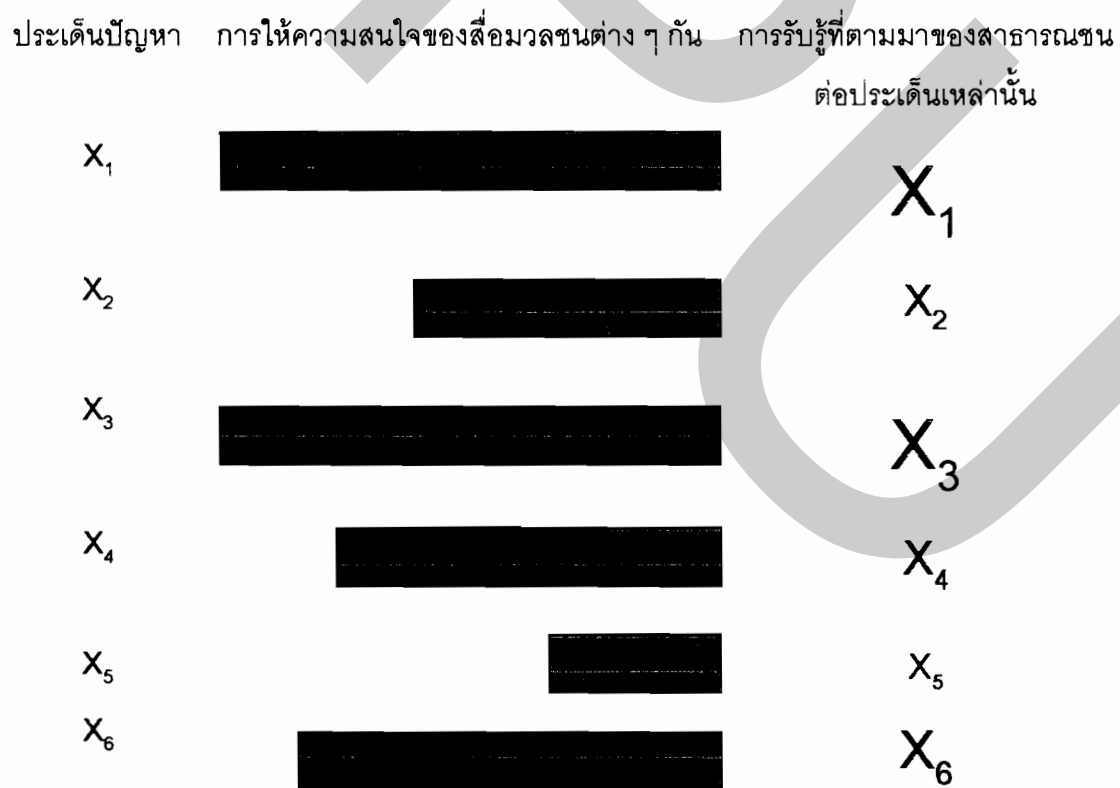 ประเด็นปัญหา การให้ความสนใจของสื่อมวลชนต่าง ๆ กัน การรับรู้ที่ตามมาของสาธารณชน
ต่อประเด็นเหล่านั้น
X₁ X₁
X₂ X₂
X₃ X₃
X₄ X₄
X₅ X₅
X₆ X₆